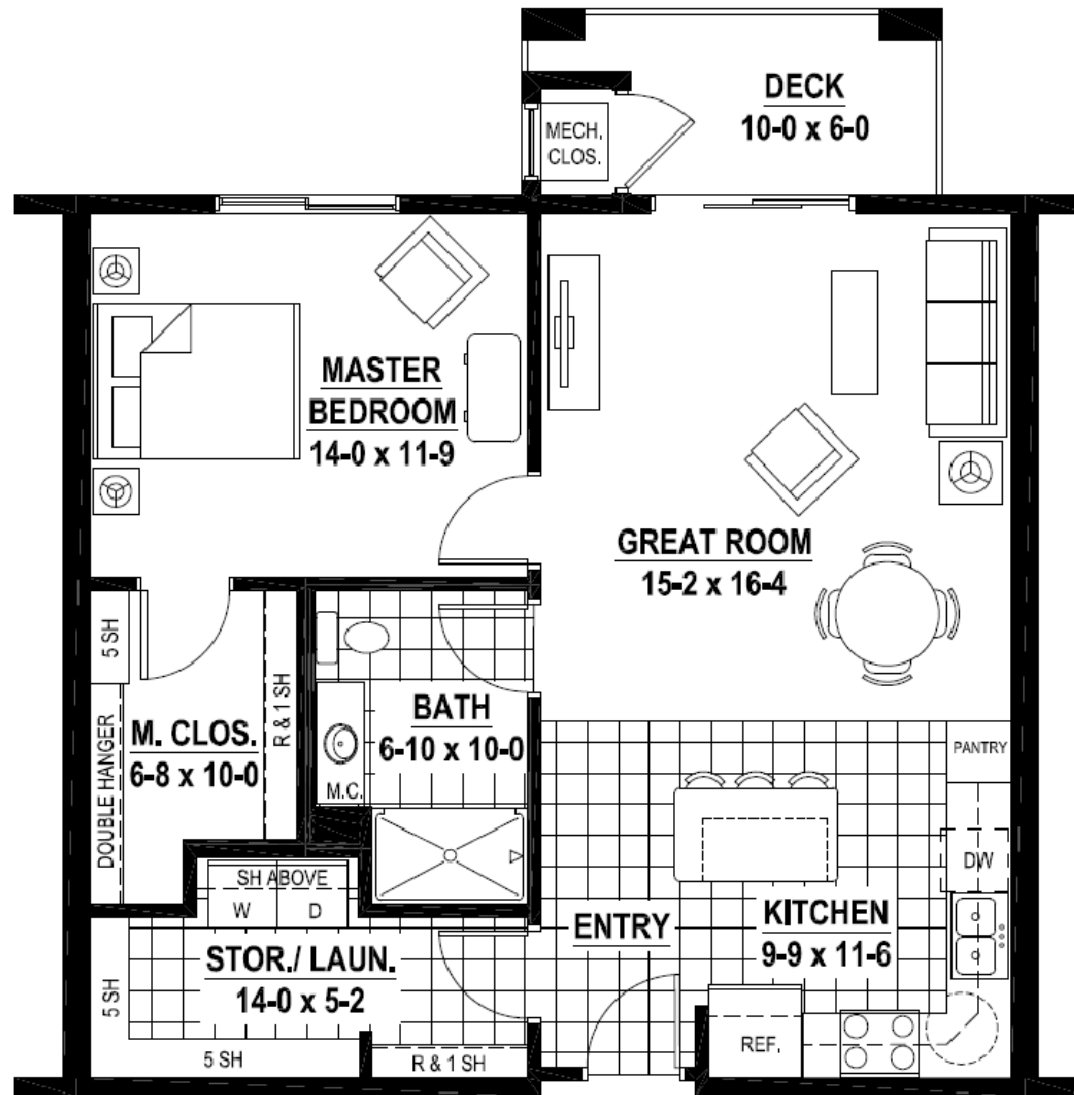 DECK
10-0 x 6-0
MECH.
CLOS.
MASTER
BEDROOM
14-0 x 11-9
GREAT ROOM
15-2 x 16-4
5 SH
R & 1 SH
DOUBLE HANGER
M. CLOS.
6-8 x 10-0
BATH
6-10 x 10-0
M.C.
PANTRY
DW
SH ABOVE
W D
ENTRY
KITCHEN
9-9 x 11-6
STOR./ LAUN.
14-0 x 5-2
5 SH
5 SH
R & 1 SH
REF.